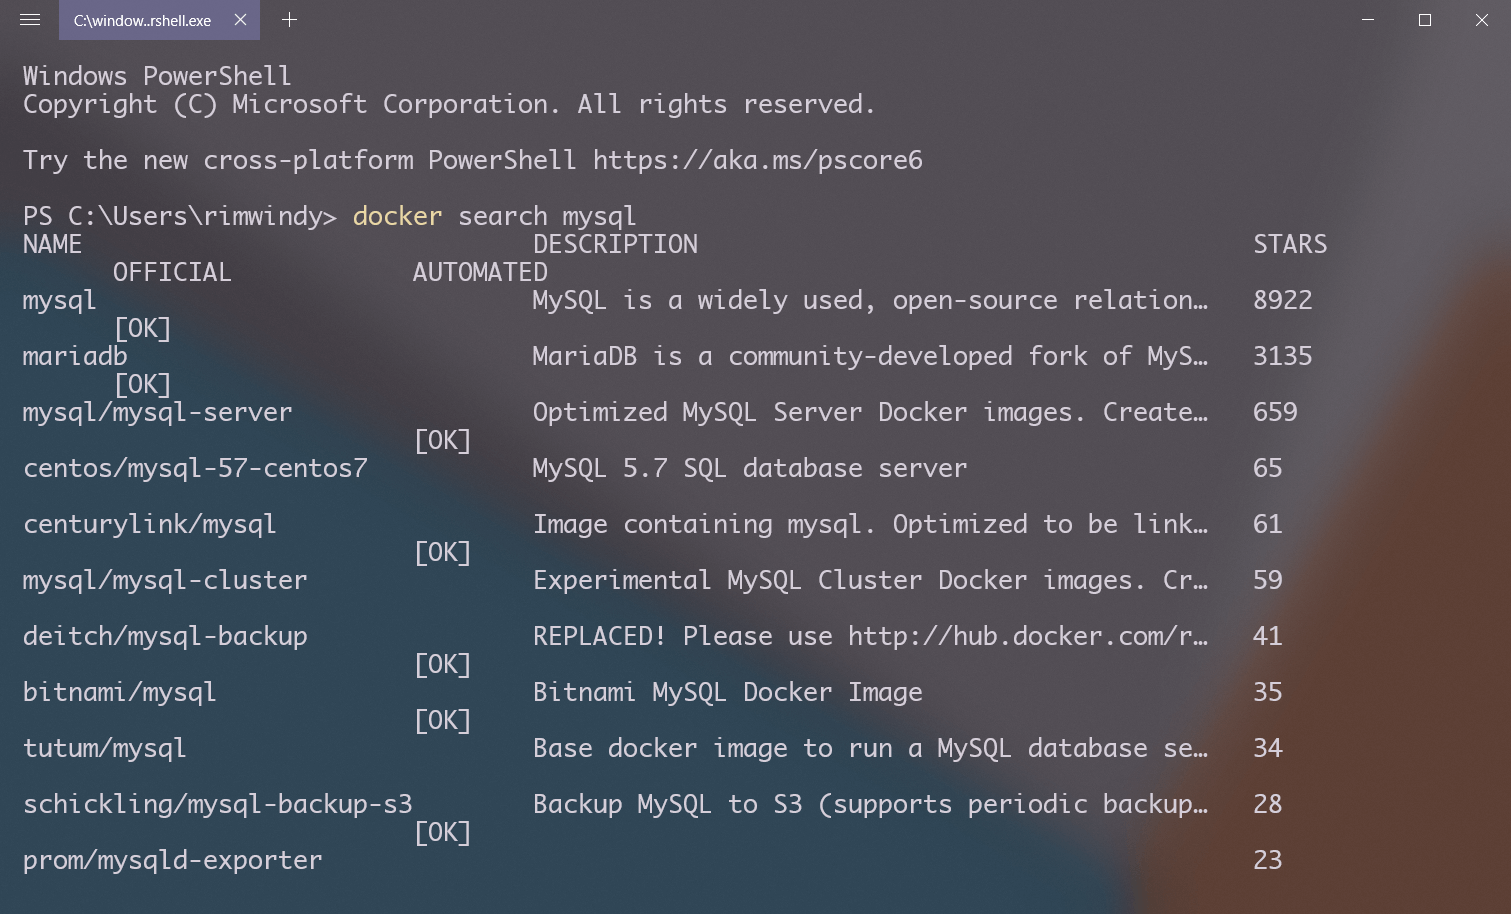 C:\window..rshell.exe
Windows PowerShell
Copyright (C) Microsoft Corporation. All rights reserved.
Try the new cross-platform PowerShell https://aka.ms/pscore6
PS C:\Users\rimwindy> docker search mysql
NAME DESCRIPTION STARS
OFFICIAL AUTOMATED
mysql MySQL is a widely used, open-source relation… 8922
[OK]
mariadb MariaDB is a community-developed fork of MyS… 3135
[OK]
mysql/mysql-server Optimized MySQL Server Docker images. Create… 659
[OK]
centos/mysql-57-centos7 MySQL 5.7 SQL database server 65
centurylink/mysql Image containing mysql. Optimized to be link… 61
[OK]
mysql/mysql-cluster Experimental MySQL Cluster Docker images. Cr… 59
deitch/mysql-backup REPLACED! Please use http://hub.docker.com/r… 41
[OK]
bitnami/mysql Bitnami MySQL Docker Image 35
[OK]
tutum/mysql Base docker image to run a MySQL database se… 34
schickling/mysql-backup-s3 Backup MySQL to S3 (supports periodic backup… 28
[OK]
prom/mysqld-exporter 23